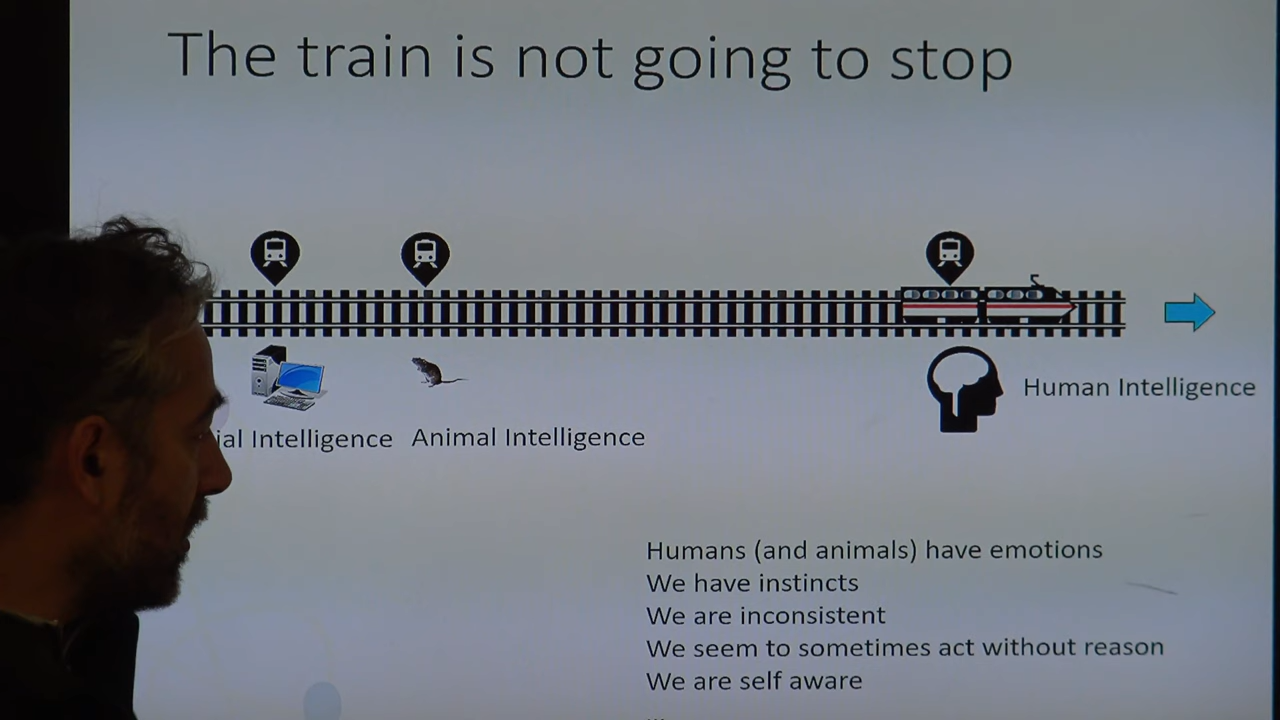 The train is not going to stop
Human Intelligence
Intelligence
Animal Intelligence
Humans (and animals) have emotions
We have instincts
We are inconsistent
We seem to sometimes act without reason
We are self aware
...